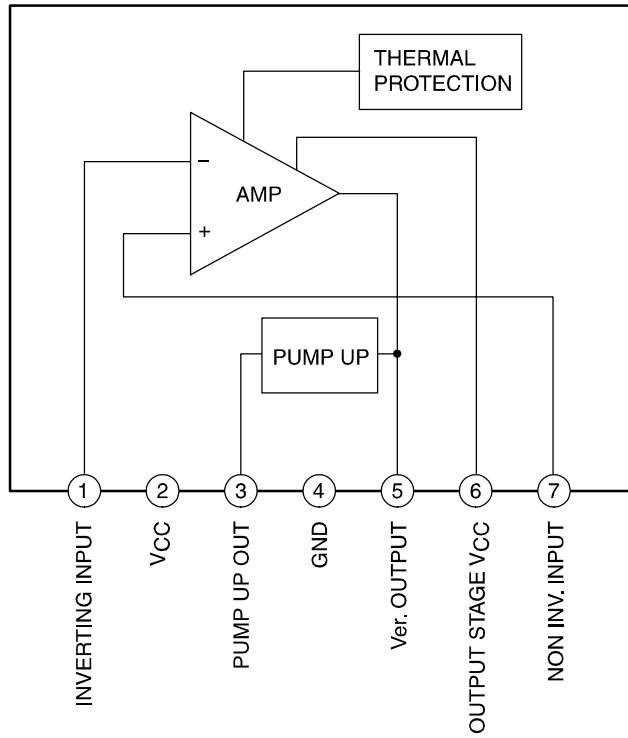 THERMAL
PROTECTION
−
AMP
+
PUMP UP
1
2
3
4
5
6
7
INVERTING INPUT
VCC
PUMP UP OUT
GND
Ver. OUTPUT
OUTPUT STAGE VCC
NON INV. INPUT